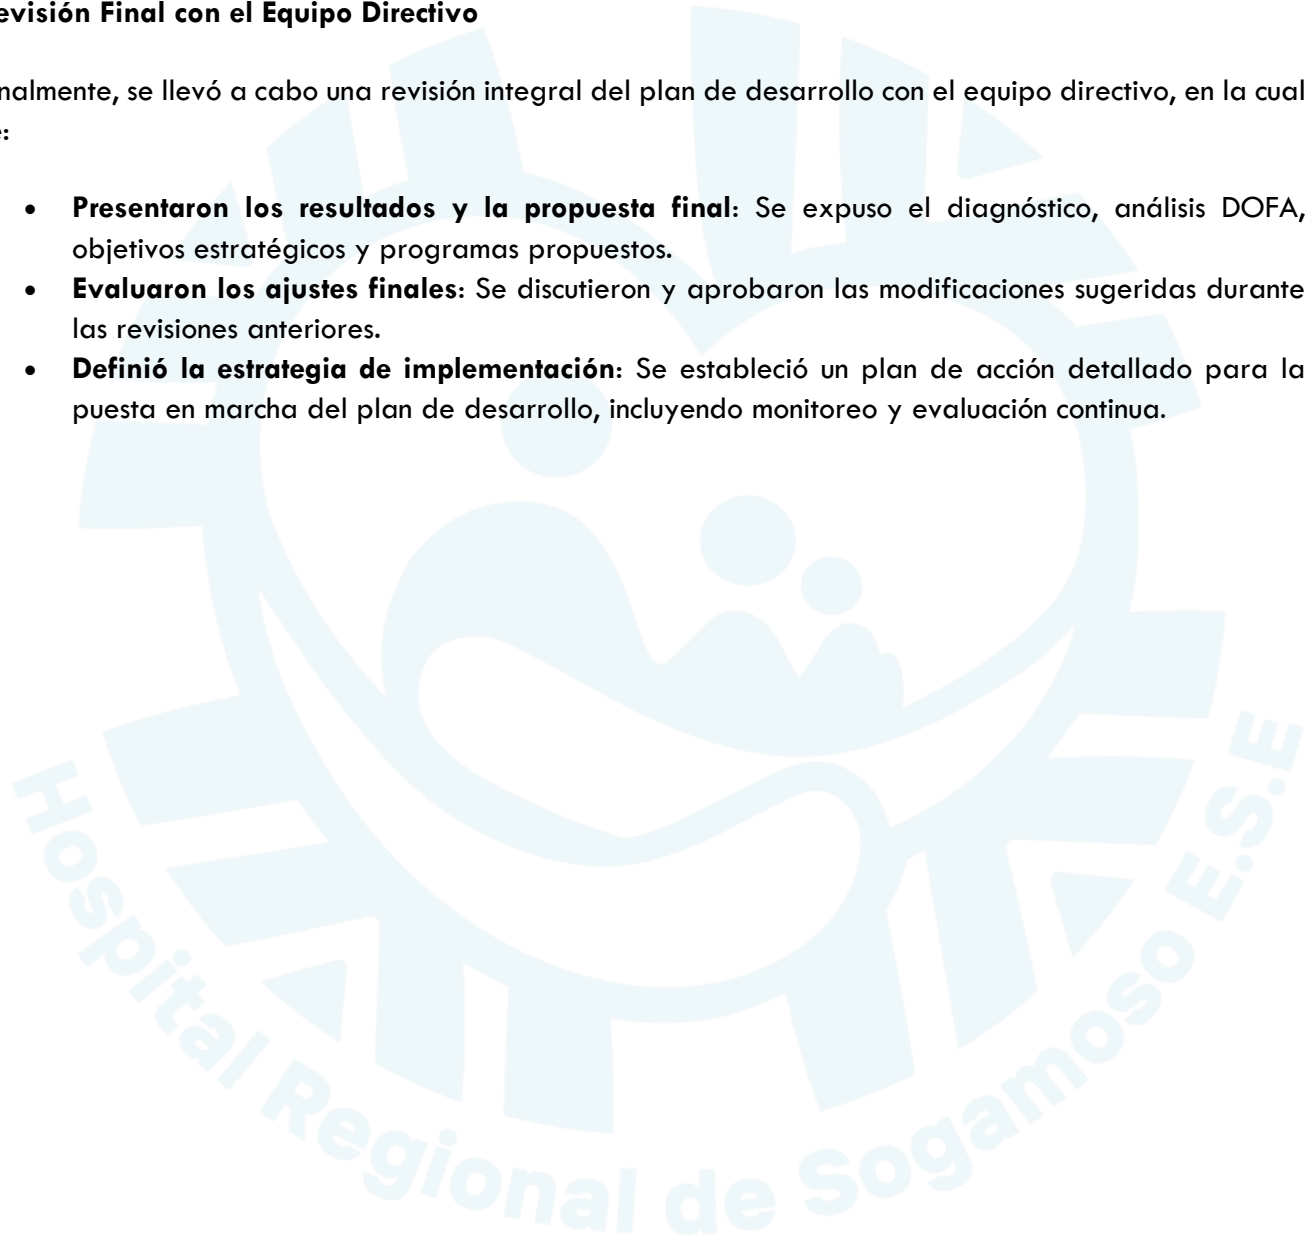 evisión Final con el Equipo Directivo
nalmente, se llevó a cabo una revisión integral del plan de desarrollo con el equipo directivo, en la cual
e:
• Presentaron los resultados y la propuesta final: Se expuso el diagnóstico, análisis DOFA,
objetivos estratégicos y programas propuestos.
• Evaluaron los ajustes finales: Se discutieron y aprobaron las modificaciones sugeridas durante
las revisiones anteriores.
• Definió la estrategia de implementación: Se estableció un plan de acción detallado para la
puesta en marcha del plan de desarrollo, incluyendo monitoreo y evaluación continua.
Hospital Regional de Sogamoso E.S.E